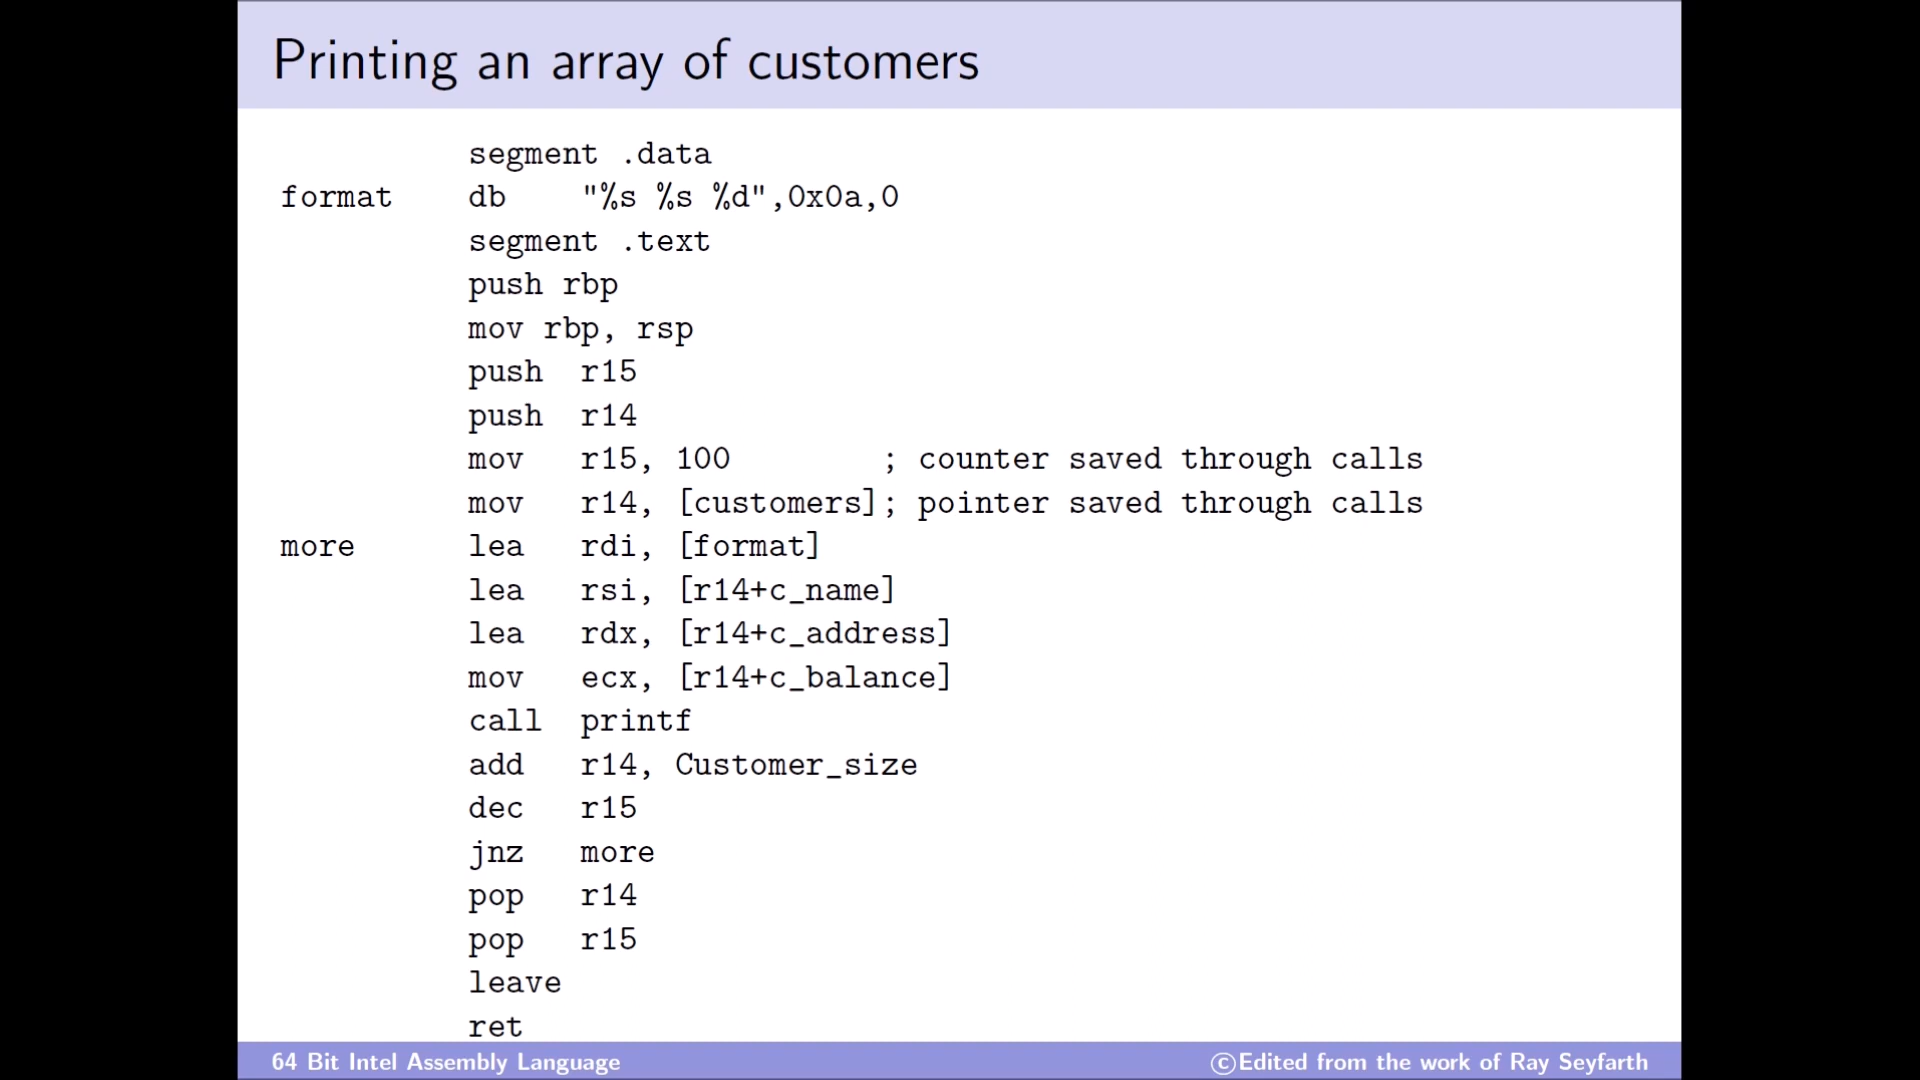 Printing an array of customers
segment .data
format db "%s %s %d",0x0a,0
segment .text
push rbp
mov rbp, rsp
push r15
push r14
mov r15, 100 ; counter saved through calls
mov r14, [customers]; pointer saved through calls
more lea rdi, [format]
lea rsi, [r14+c_name]
lea rdx, [r14+c_address]
mov ecx, [r14+c_balance]
call printf
add r14, Customer_size
dec r15
jnz more
pop r14
pop r15
leave
ret
64 Bit Intel Assembly Language ©Edited from the work of Ray Seyfarth